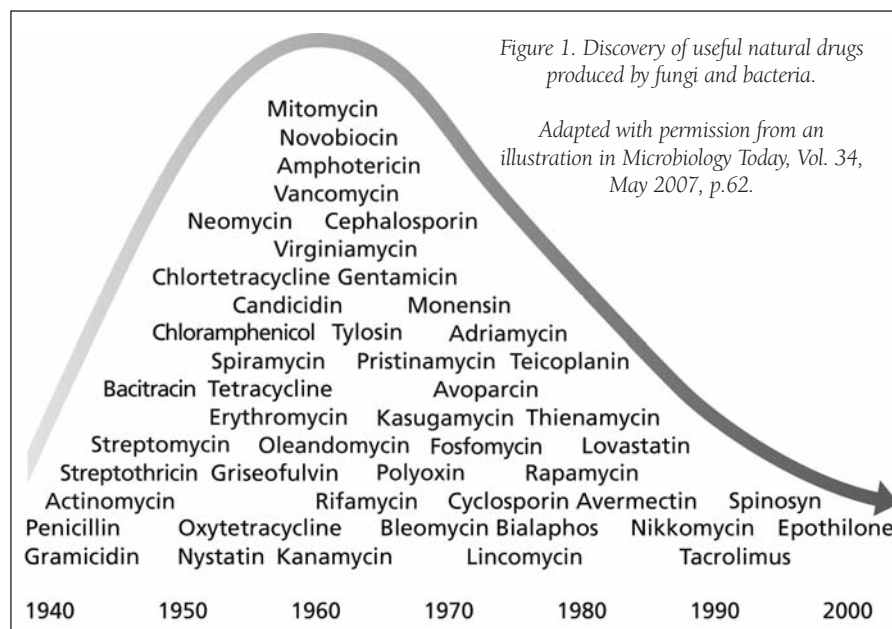 Figure 1. Discovery of useful natural drugs
produced by fungi and bacteria.
Adapted with permission from an
illustration in Microbiology Today, Vol. 34,
May 2007, p.62.
Mitomycin
Novobiocin
Amphotericin
Vancomycin
Neomycin Cephalosporin
Virginiamycin
Chlortetracycline Gentamicin
Candicidin Monensin
Chloramphenicol Tylosin Adriamycin
Spiramycin Pristinamycin Teicoplanin
Bacitracin Tetracycline Avoparcin
Erythromycin Kasugamycin Thienamycin
Streptomycin Oleandomycin Fosfomycin Lovastatin
Streptothricin Griseofulvin Polyoxin Rapamycin
Actinomycin Rifamycin Cyclosporin Avermectin Spinosyn
Penicillin Oxytetracycline Bleomycin Bialaphos Nikkomycin Epothilone
Gramicidin Nystatin Kanamycin Lincomycin Tacrolimus
1940 1950 1960 1970 1980 1990 2000